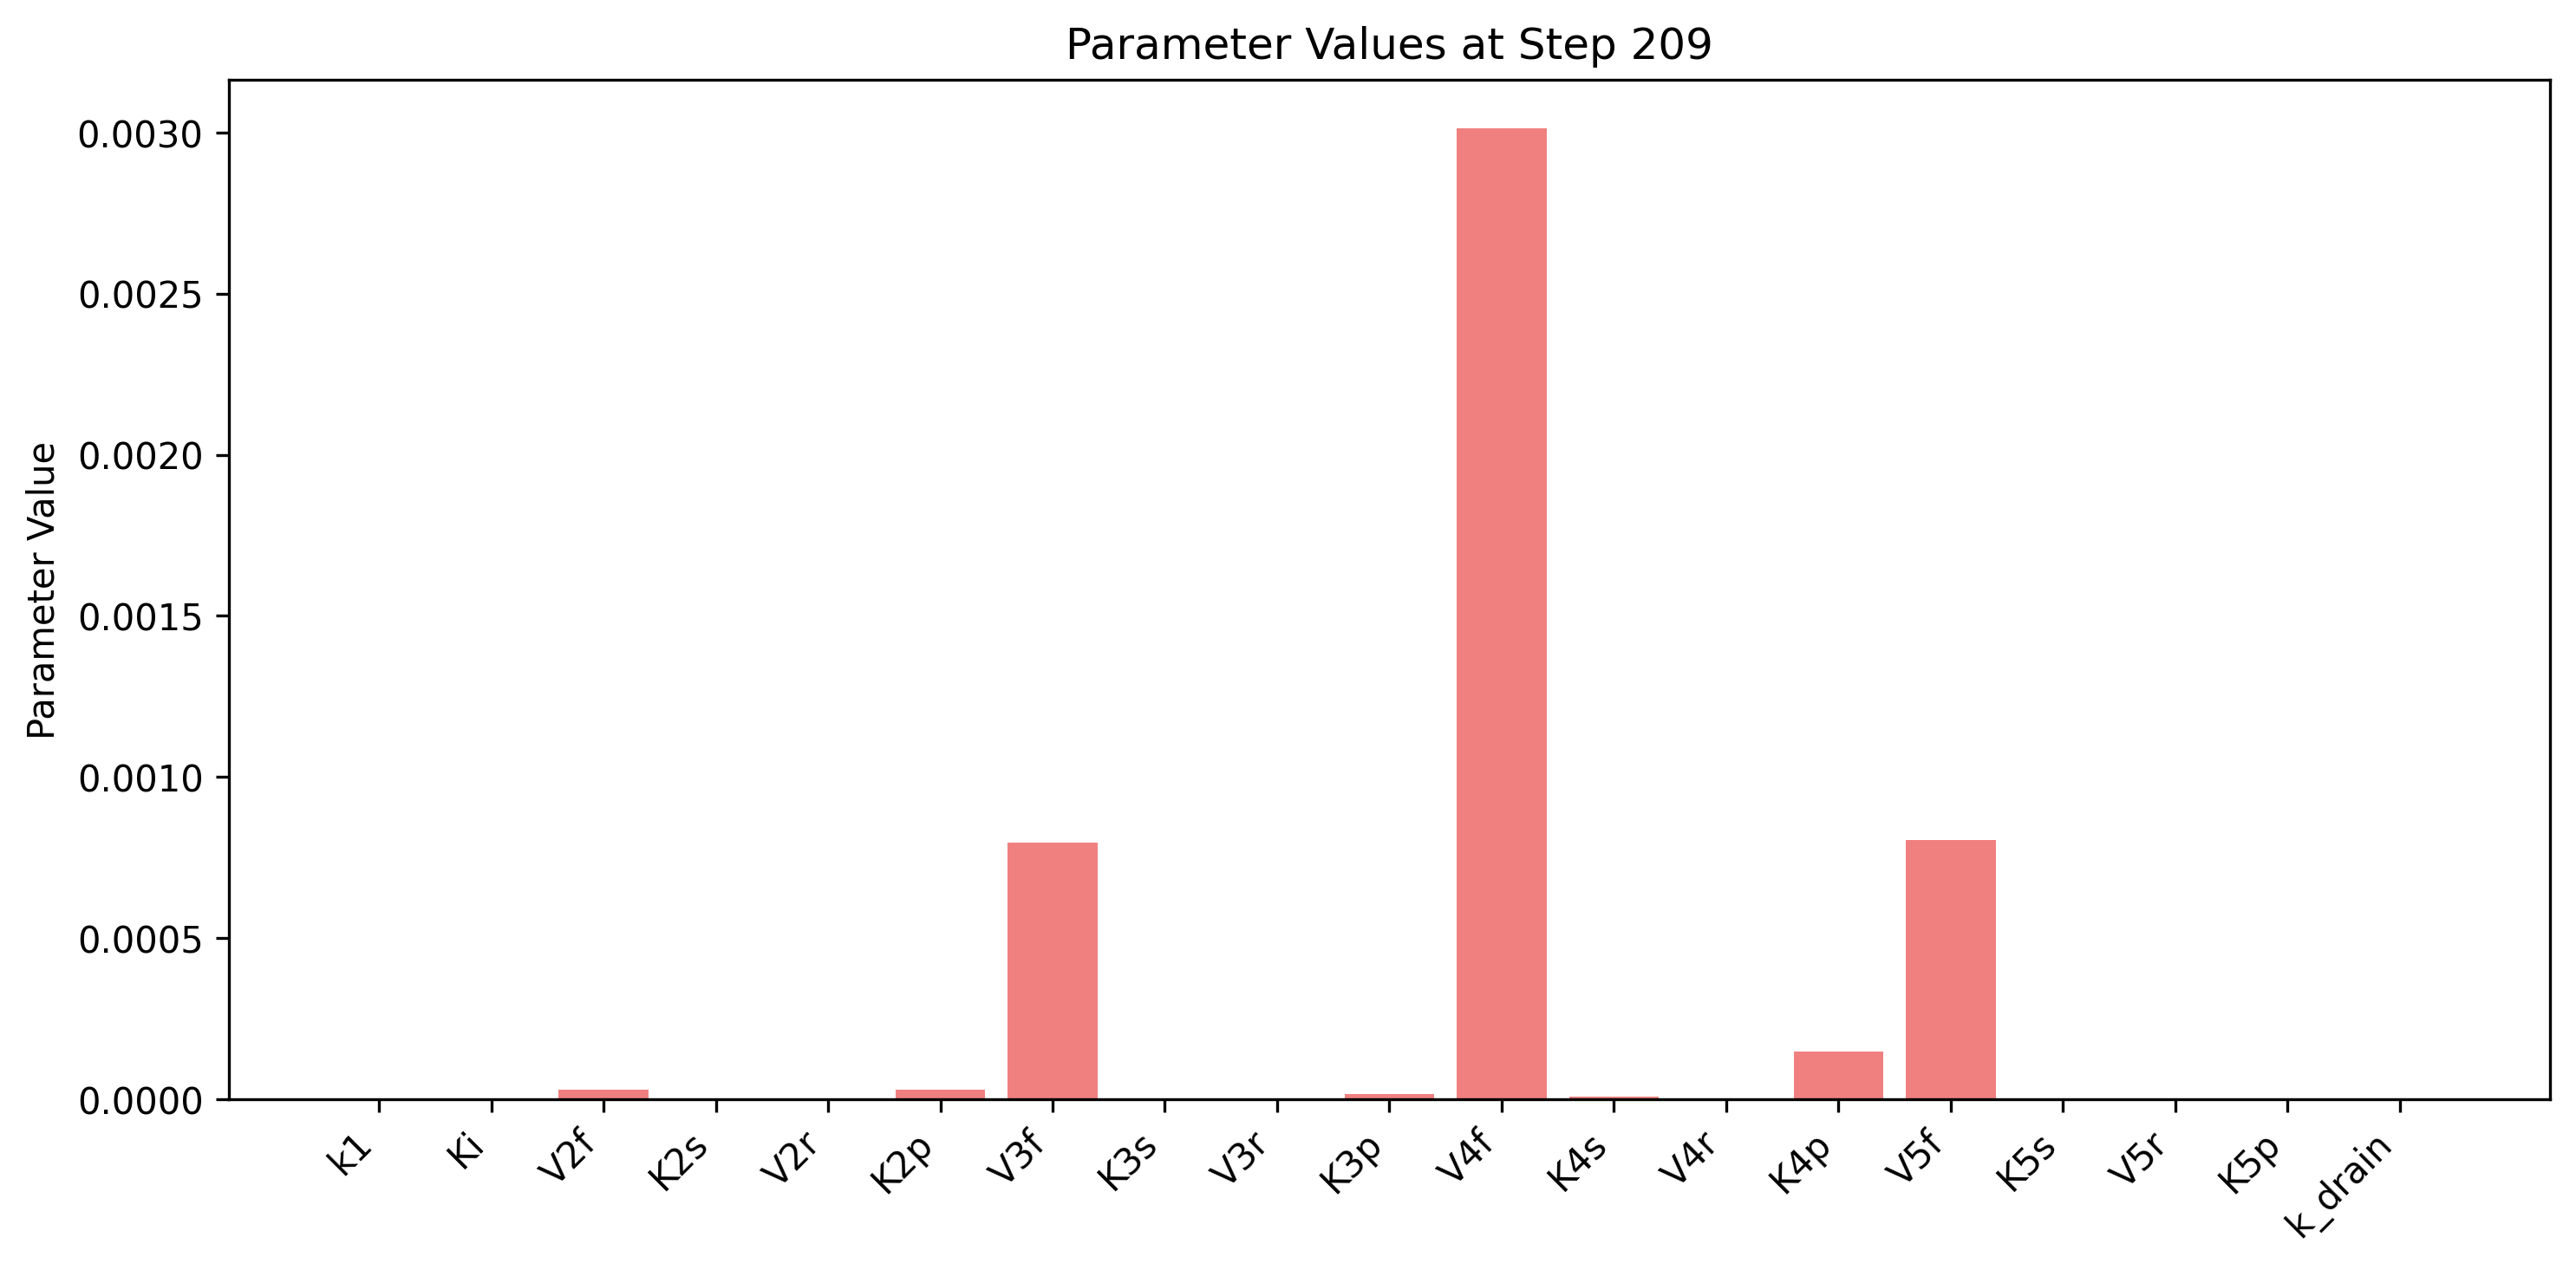 Parameter Values at Step 209
Parameter Value
0.0030
0.0025
0.0020
0.0015
0.0010
0.0005
0.0000
k1
Ki
V2f
K2s
V2r
K2p
V3f
K3s
V3r
K3p
V4f
K4s
V4r
K4p
V5f
K5s
V5r
K5p
k_drain